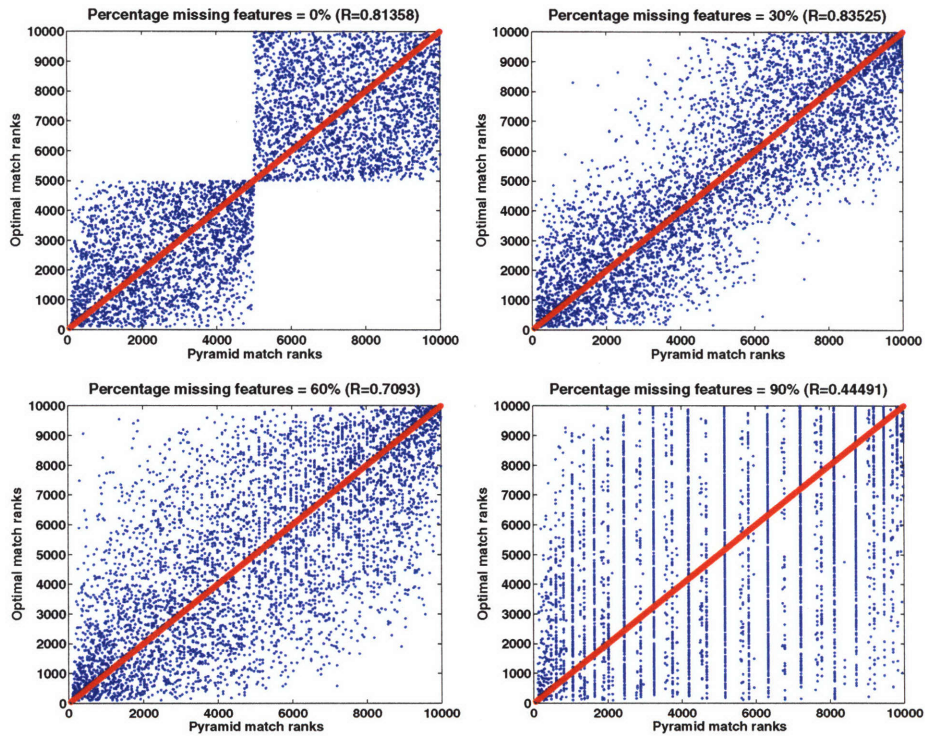 Percentage missing features = 0% (R=0.81358)
10000
9000
8000
7000
6000
5000
4000
3000
2000
1000
0
Optimal match ranks
0 2000 4000 6000 8000 10000
Pyramid match ranks
Percentage missing features = 30% (R=0.83525)
10000
9000
8000
7000
6000
5000
4000
3000
2000
1000
0
Optimal match ranks
0 2000 4000 6000 8000 10000
Pyramid match ranks
Percentage missing features = 60% (R=0.7093)
10000
9000
8000
7000
6000
5000
4000
3000
2000
1000
0
Optimal match ranks
0 2000 4000 6000 8000 10000
Pyramid match ranks
Percentage missing features = 90% (R=0.44491)
10000
9000
8000
7000
6000
5000
4000
3000
2000
1000
0
Optimal match ranks
0 2000 4000 6000 8000 10000
Pyramid match ranks